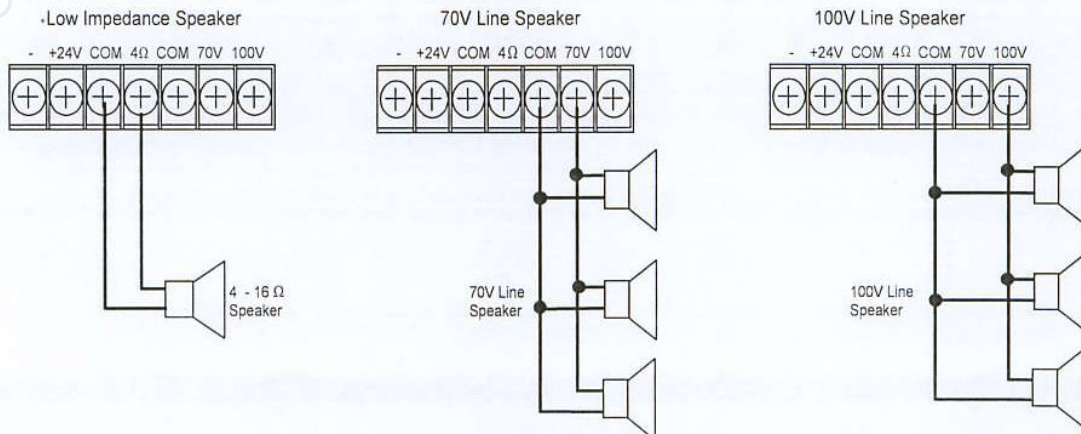 Low Impedance Speaker
+24V COM 4Ω COM 70V 100V
4 - 16 Ω
Speaker
70V Line Speaker
- +24V COM 4Ω COM 70V 100V
70V Line
Speaker
100V Line Speaker
- +24V COM 4Ω COM 70V 100V
100V Line
Speaker